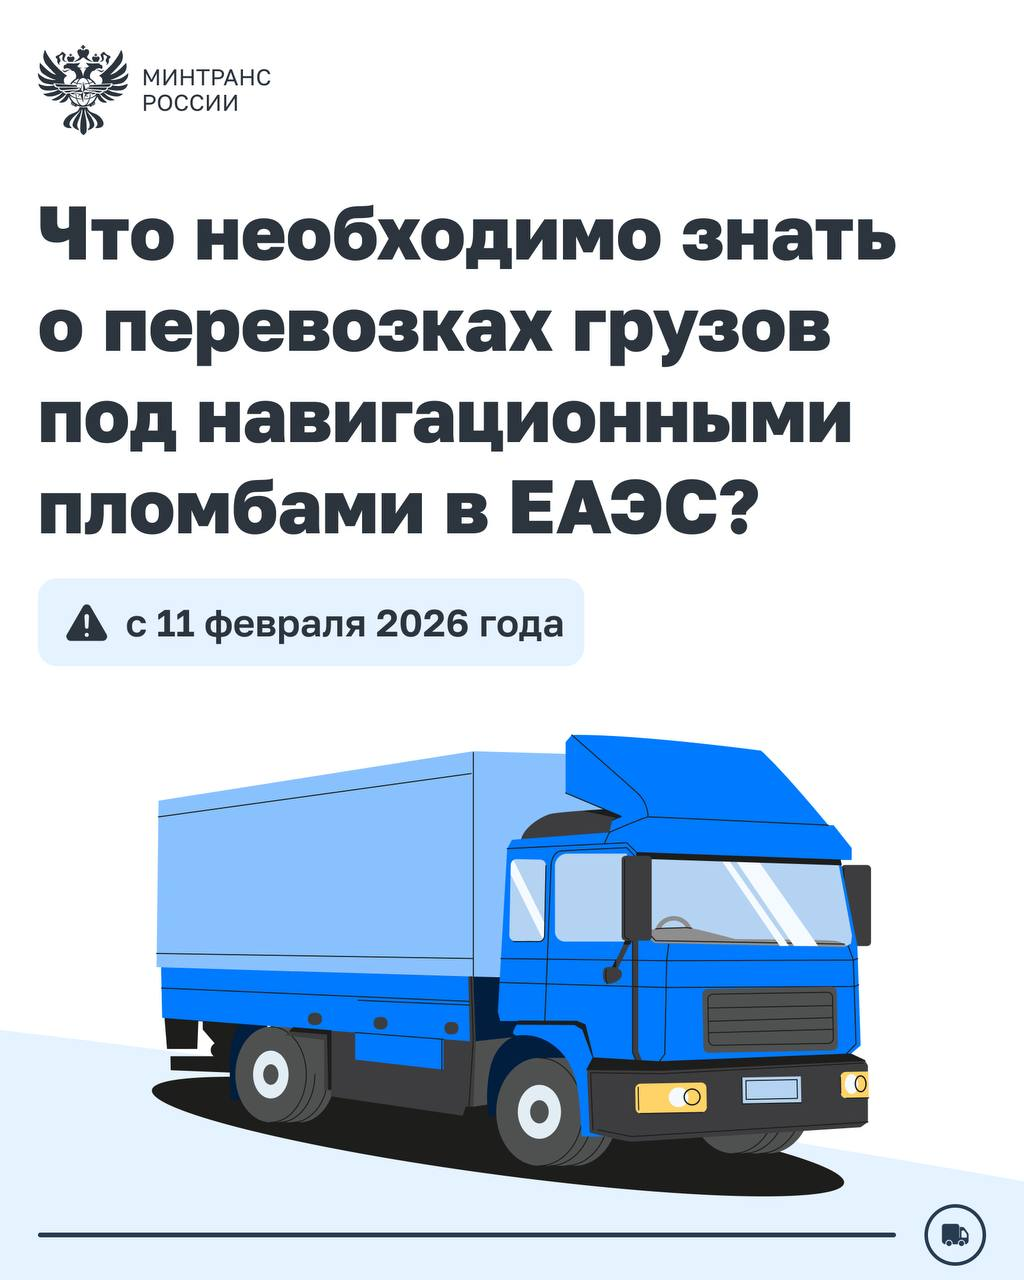 МИНТРАНС
РОССИИ
Что необходимо знать
о перевозках грузов
под навигационными
пломбами в ЕАЭС?
с 11 февраля 2026 года